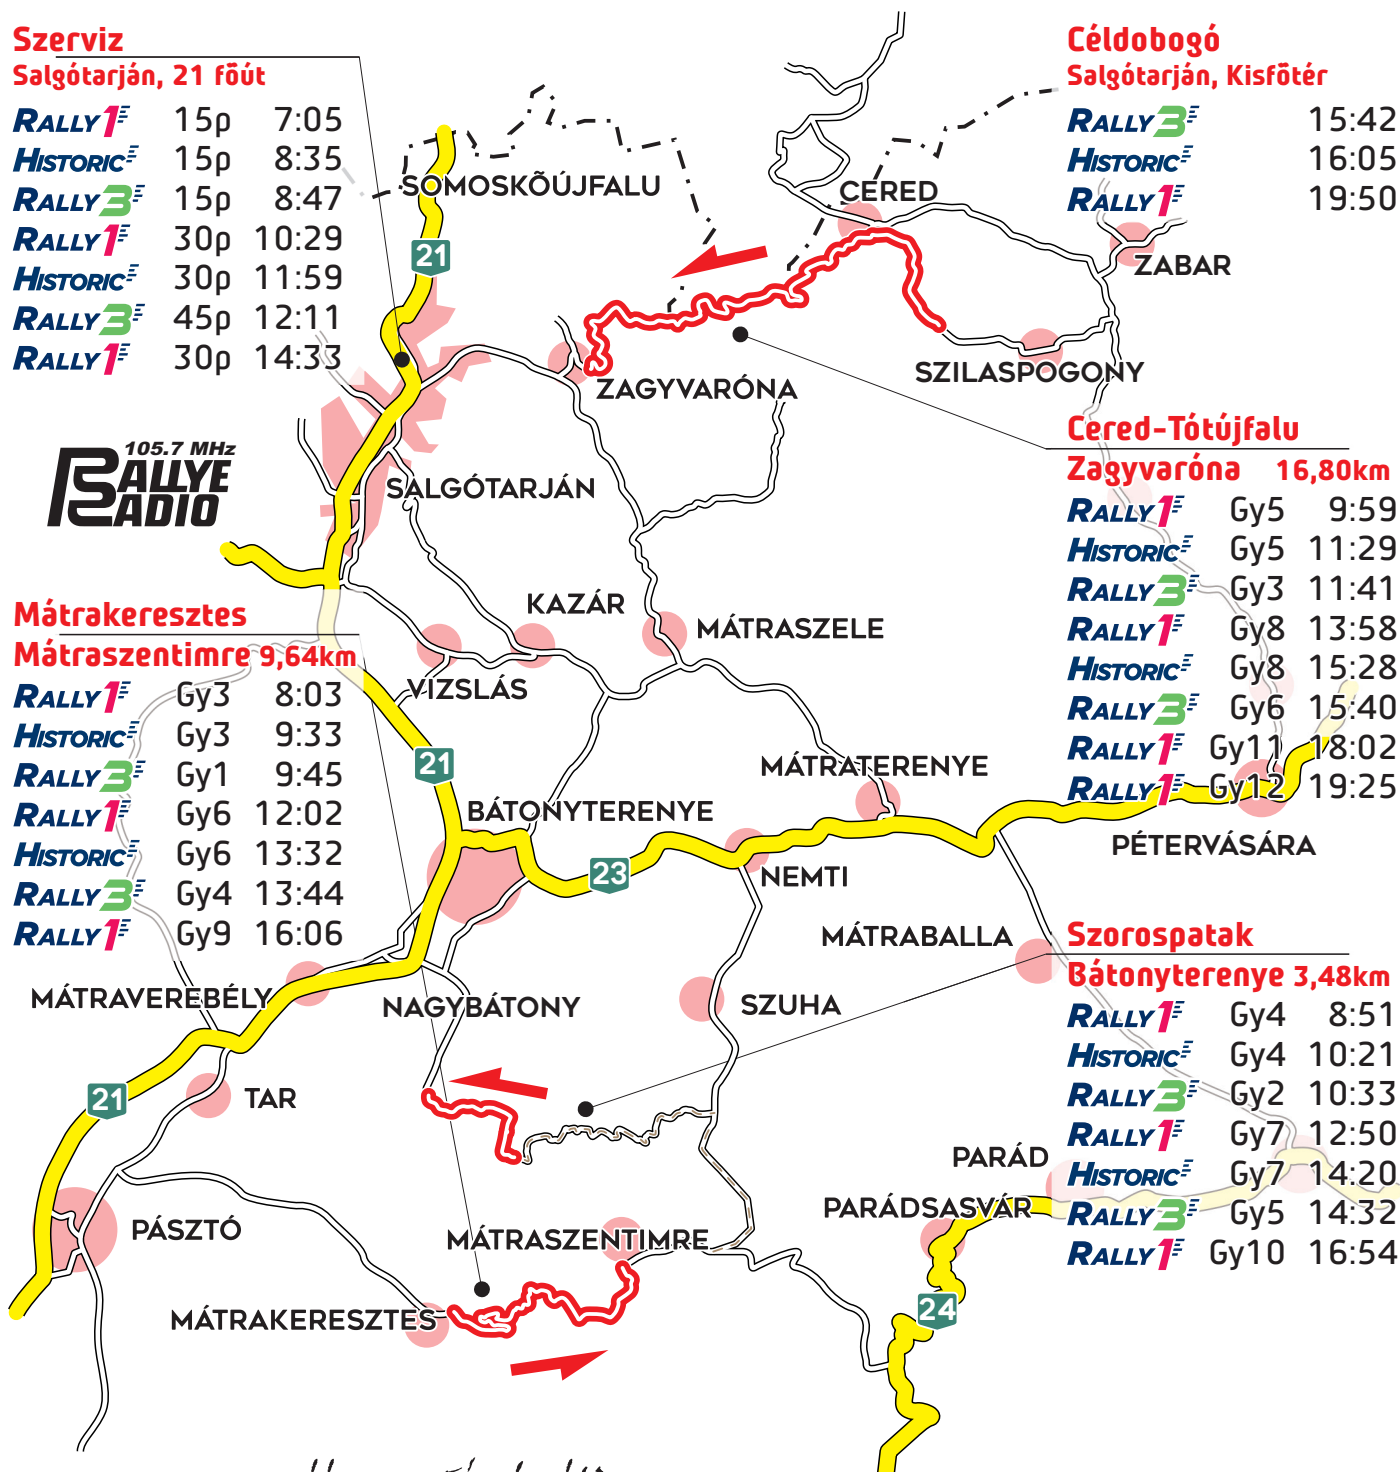 Szerviz
Salgótarján, 21 főút
RALLY1 15p 7:05
HISTORIC 15p 8:35
RALLY3 15p 8:47
RALLY1 30p 10:29
HISTORIC 30p 11:59
RALLY3 45p 12:11
RALLY1 30p 14:33
Céldobogó
Salgótarján, Kisfőtér
RALLY3 15:42
HISTORIC 16:05
RALLY1 19:50
SOMOSKŐÚJFALU
21
CERED
ZABAR
SZILASPOGONY
ZAGYVARÓNA
105.7 MHz
RALLYE
RADIO
SALGÓTARJÁN
Cered-Tótújfalu
Zagyvaróna 16,80km
RALLY1 Gy5 9:59
HISTORIC Gy5 11:29
RALLY3 Gy3 11:41
RALLY1 Gy8 13:58
HISTORIC Gy8 15:28
RALLY3 Gy6 15:40
RALLY1 Gy11 18:02
RALLY1 Gy12 19:25
Mátrakeresztes
Mátraszentimre 9,64km
RALLY1 Gy3 8:03
HISTORIC Gy3 9:33
RALLY3 Gy1 9:45
RALLY1 Gy6 12:02
HISTORIC Gy6 13:32
RALLY3 Gy4 13:44
RALLY1 Gy9 16:06
KAZÁR
MÁTRASZELE
VIZSLÁS
21
MÁTRATERENYE
BÁTONYTERENYE
PÉTERVÁSÁRA
23
NEMTI
MÁTRABALLA
MÁTRAVEREBÉLY
NAGYBÁTONY
SZUHA
Szorospatak
Bátonyterenye 3,48km
RALLY1 Gy4 8:51
HISTORIC Gy4 10:21
RALLY3 Gy2 10:33
RALLY1 Gy7 12:50
HISTORIC Gy7 14:20
RALLY3 Gy5 14:32
RALLY1 Gy10 16:54
21
TAR
PARÁD
PARÁDSASVÁR
PÁSZTÓ
MÁTRASZENTIMRE
24
MÁTRAKERESZTES